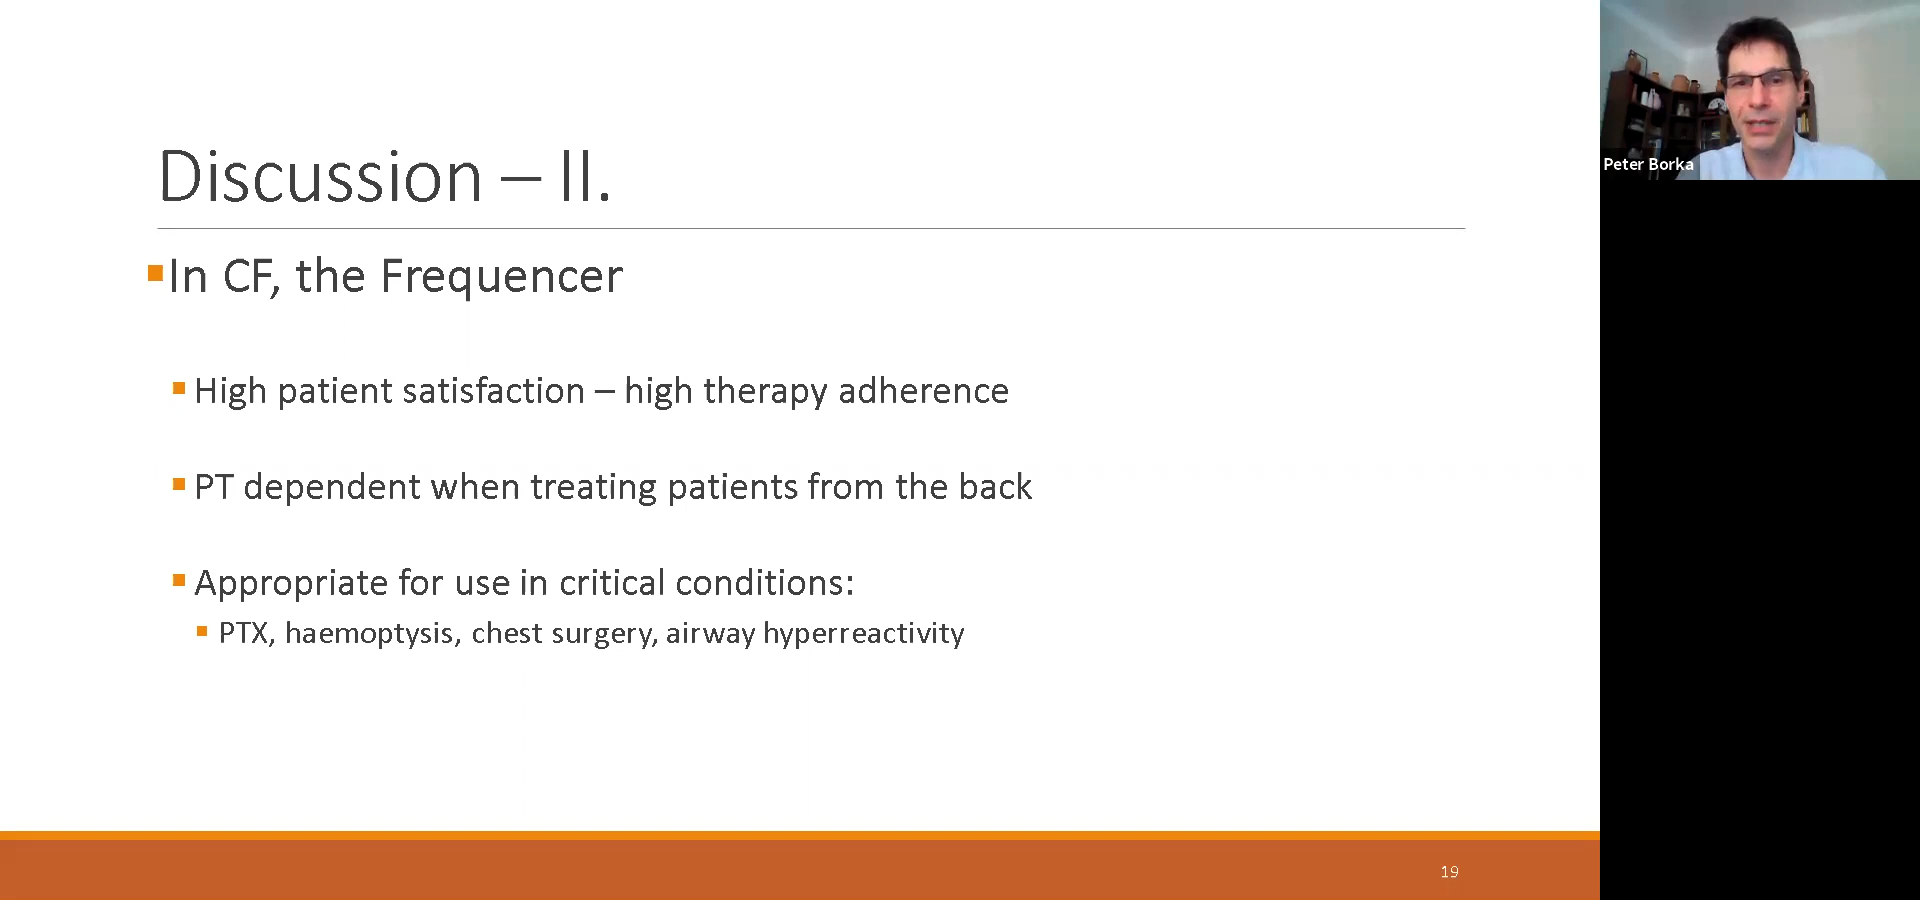 Discussion – II.
In CF, the Frequencer
High patient satisfaction – high therapy adherence
PT dependent when treating patients from the back
Appropriate for use in critical conditions:
PTX, haemoptysis, chest surgery, airway hyperreactivity
19
Peter Borka